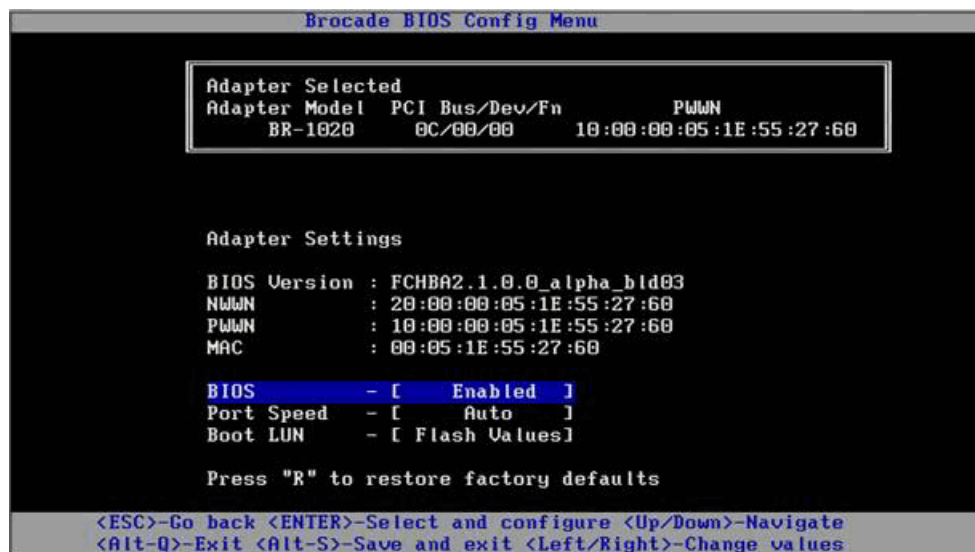 Brocade BIOS Config Menu
Adapter Selected
Adapter Model PCI Bus/Dev/Fn PWWN
BR-1020 0C/00/00 10:00:00:05:1E:55:27:60
Adapter Settings
BIOS Version : FCHBA2.1.0.0_alpha_bld03
NWWN : 20:00:00:05:1E:55:27:60
PWWN : 10:00:00:05:1E:55:27:60
MAC : 00:05:1E:55:27:60
BIOS - [ Enabled ]
Port Speed - [ Auto ]
Boot LUN - [ Flash Values]
Press "R" to restore factory defaults
<ESC>-Go back <ENTER>-Select and configure <Up/Down>-Navigate
<Alt-Q>-Exit <Alt-S>-Save and exit <Left/Right>-Change values